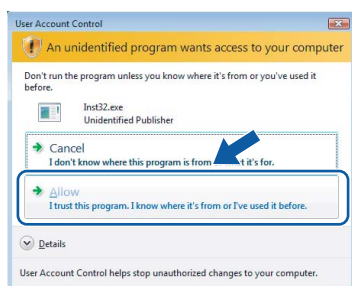 User Account Control
An unidentified program wants access to your computer
Don't run the program unless you know where it's from or you've used it
before.
Inst32.exe
Unidentified Publisher
Cancel
I don't know where this program is from t it's for.
Allow
I trust this program. I know where it's from or I've used it before.
Details
User Account Control helps stop unauthorized changes to your computer.